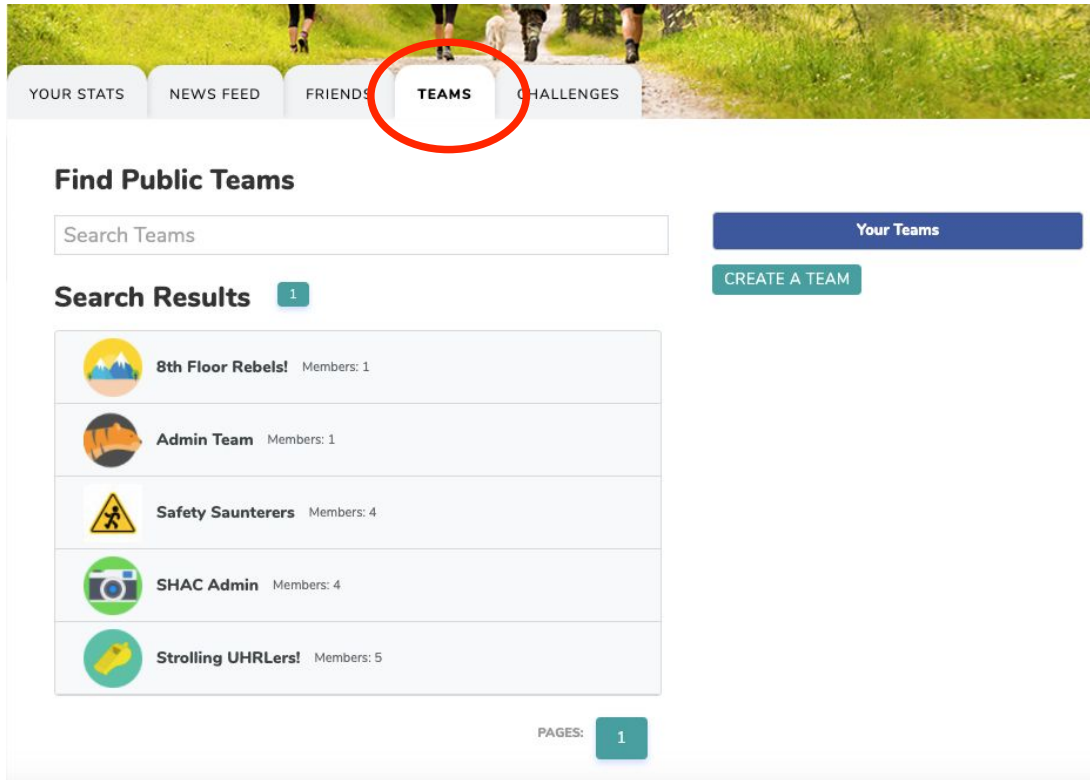 YOUR STATS NEWS FEED FRIENDS TEAMS CHALLENGES
Find Public Teams
Search Teams
Your Teams
CREATE A TEAM
Search Results 1
8th Floor Rebels! Members: 1
Admin Team Members: 1
Safety Saunterers Members: 4
SHAC Admin Members: 4
Strolling UHRLers! Members: 5
PAGES: 1